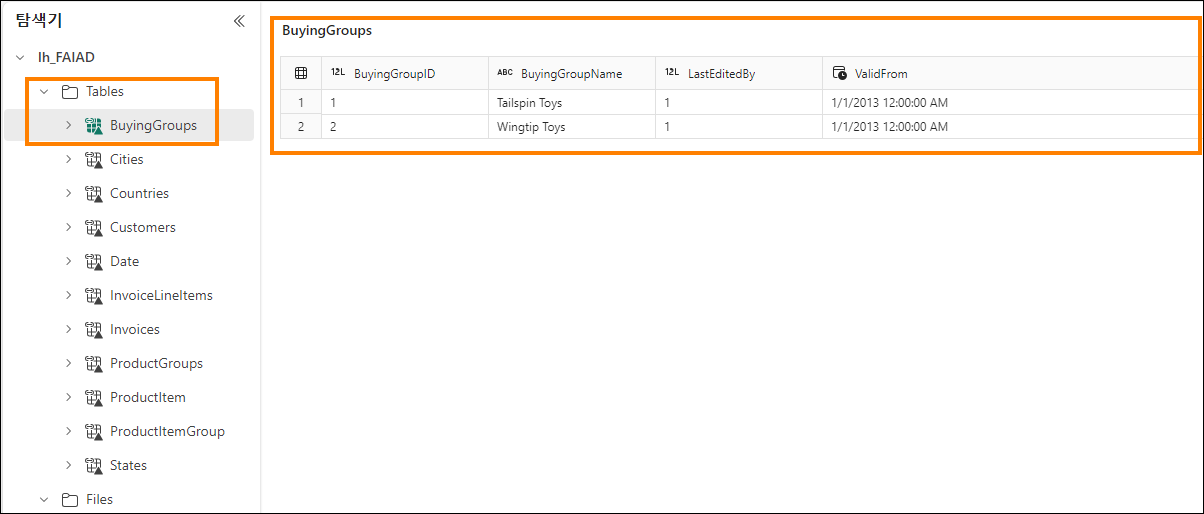 탐색기
lh_FAIAD
Tables
BuyingGroups
Cities
Countries
Customers
Date
InvoiceLineItems
Invoices
ProductGroups
ProductItem
ProductItemGroup
States
Files
BuyingGroups
12L BuyingGroupID ABC BuyingGroupName 12L LastEditedBy ValidFrom
1 1 Tailspin Toys 1 1/1/2013 12:00:00 AM
2 2 Wingtip Toys 1 1/1/2013 12:00:00 AM